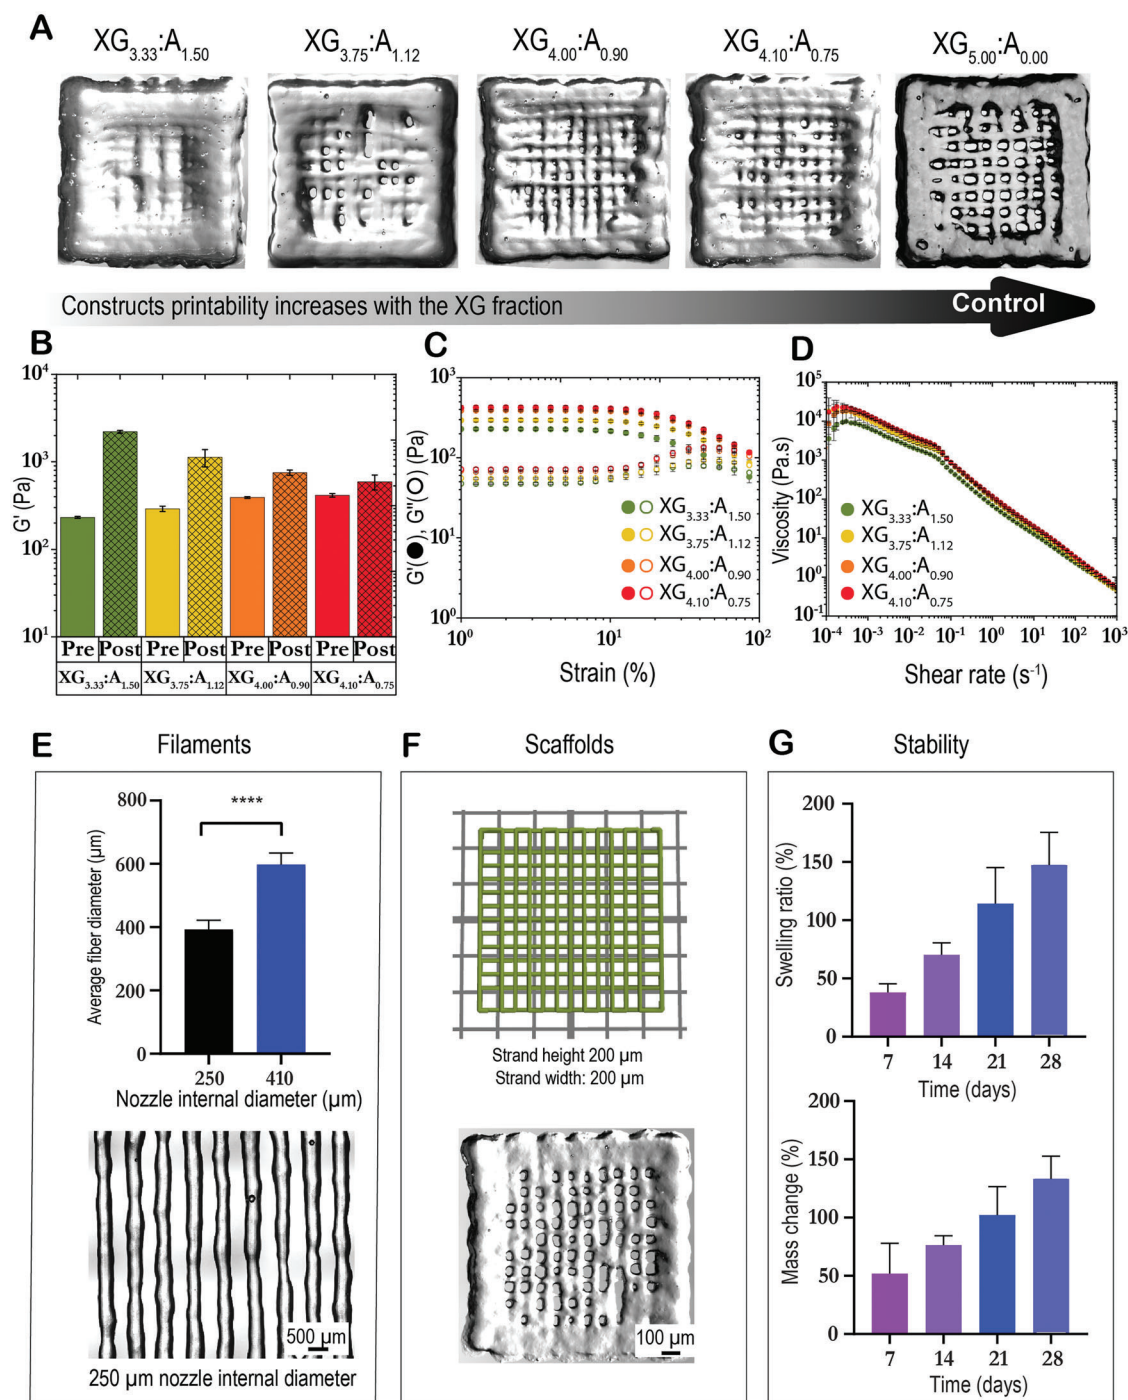 A
XG3.33:A1.50
XG3.75:A1.12
XG4.00:A0.90
XG4.10:A0.75
XG5.00:A0.00
Constructs printability increases with the XG fraction
Control
B
10⁴
10³
10²
10¹
G' (Pa)
Pre Post Pre Post Pre Post Pre Post
XG3.33:A1.50 XG3.75:A1.12 XG4.00:A0.90 XG4.10:A0.75
C
G'(●), G''(○) (Pa)
10³
10²
10¹
10⁰
XG3.33:A1.50
XG3.75:A1.12
XG4.00:A0.90
XG4.10:A0.75
10⁰ 10¹ 10²
Strain (%)
D
Viscosity (Pa.s)
10⁵
10⁴
10³
10²
10¹
10⁰
10⁻¹
XG3.33:A1.50
XG3.75:A1.12
XG4.00:A0.90
XG4.10:A0.75
10⁻⁴ 10⁻³ 10⁻² 10⁻¹ 10⁰ 10¹ 10² 10³
Shear rate (s⁻¹)
E
Filaments
Average fiber diameter (µm)
800
600
400
200
0
****
250 410
Nozzle internal diameter (µm)
500 µm
250 µm nozzle internal diameter
F
Scaffolds
Strand height 200 µm
Strand width: 200 µm
100 µm
G
Stability
Swelling ratio (%)
200
150
100
50
0
7 14 21 28
Time (days)
Mass change (%)
200
150
100
50
0
7 14 21 28
Time (days)